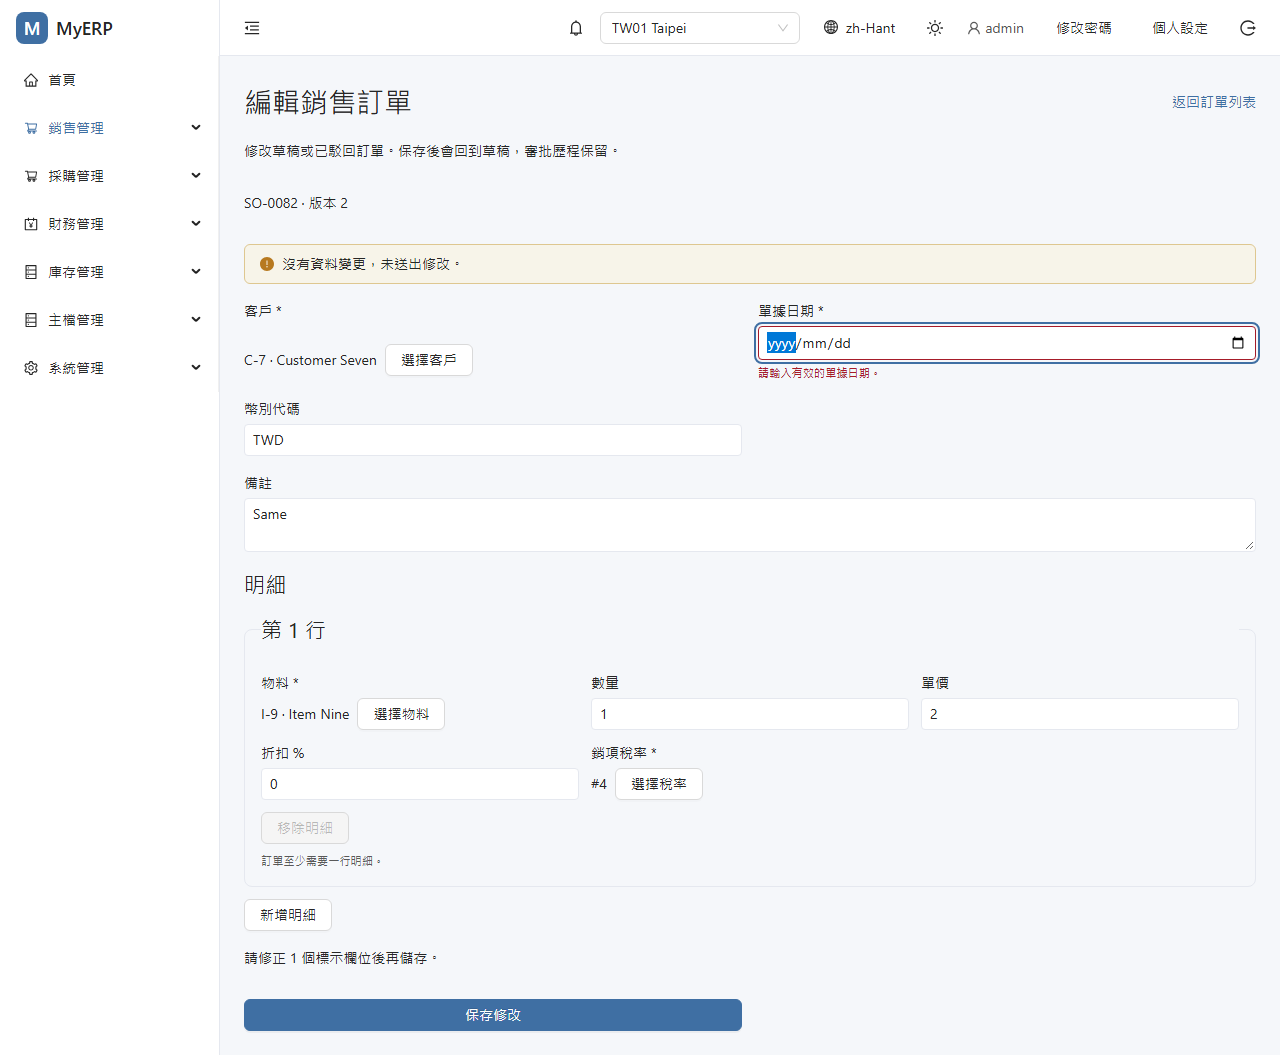 M MyERP
TW01 Taipei
zh-Hant
admin
修改密碼
個人設定
首頁
銷售管理
採購管理
財務管理
庫存管理
主檔管理
系統管理
編輯銷售訂單
返回訂單列表
修改草稿或已駁回訂單。保存後會回到草稿，審批歷程保留。
SO-0082 · 版本 2
沒有資料變更，未送出修改。
客戶 *
單據日期 *
C-7 · Customer Seven
選擇客戶
yyyy/mm/dd
請輸入有效的單據日期。
幣別代碼
TWD
備註
Same
明細
第 1 行
物料 *
數量
單價
I-9 · Item Nine
選擇物料
1
2
折扣 %
銷項稅率 *
0
#4
選擇稅率
移除明細
訂單至少需要一行明細。
新增明細
請修正 1 個標示欄位後再儲存。
保存修改